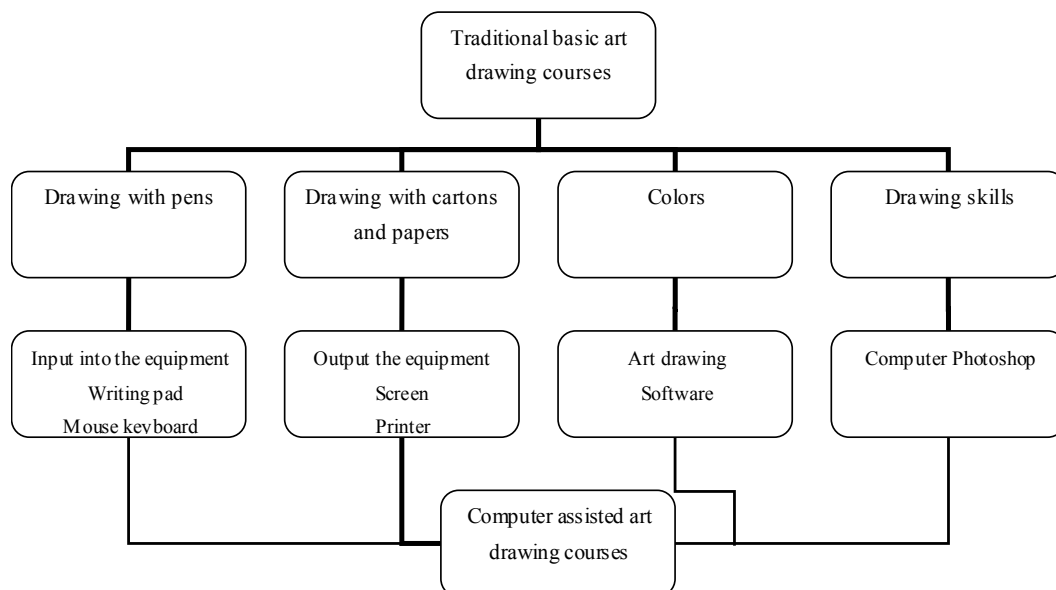 Traditional basic art
drawing courses
Drawing with pens
Drawing with cartons
and papers
Colors
Drawing skills
Input into the equipment
Writing pad
Mouse keyboard
Output the equipment
Screen
Printer
Art drawing
Software
Computer Photoshop
Computer assisted art
drawing courses